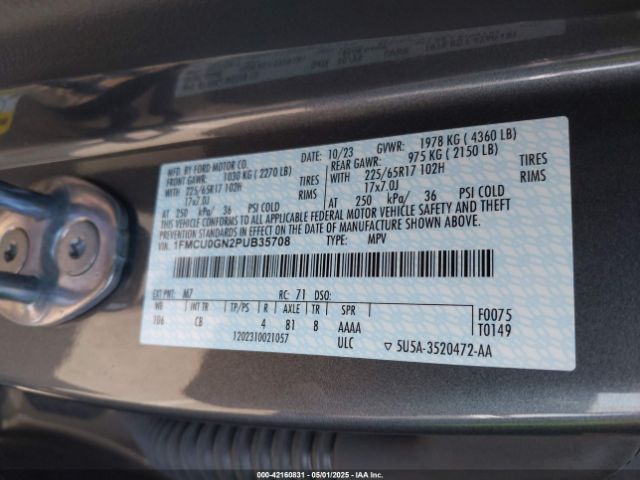 MFD. BY FORD MOTOR CO.
DATE: 10/23 GVWR: 1978 KG ( 4360 LB)
FRONT GAWR: 1030 KG ( 2270 LB) REAR GAWR: 975 KG ( 2150 LB)
WITH 225/65R17 102H TIRES WITH 225/65R17 102H TIRES
17x7.0J RIMS 17x7.0J RIMS
AT 250 kPa/ 36 PSI COLD AT 250 kPa/ 36 PSI COLD
THIS VEHICLE CONFORMS TO ALL APPLICABLE FEDERAL MOTOR VEHICLE SAFETY AND THEFT
PREVENTION STANDARDS IN EFFECT ON THE DATE OF MANUFACTURE SHOWN ABOVE.
VIN: 1FMCU0GN2PUB35708 TYPE: MPV
EXT PNT: M7 RC: 71 DSO:
WB INT TR TP/PS R AXLE TR SPR
106 CB 4 81 8 AAAA
F0075
T0149
1202310021057 ULC 5U5A-3520472-AA
000-42160831 - 05/01/2025 - IAAI.COM